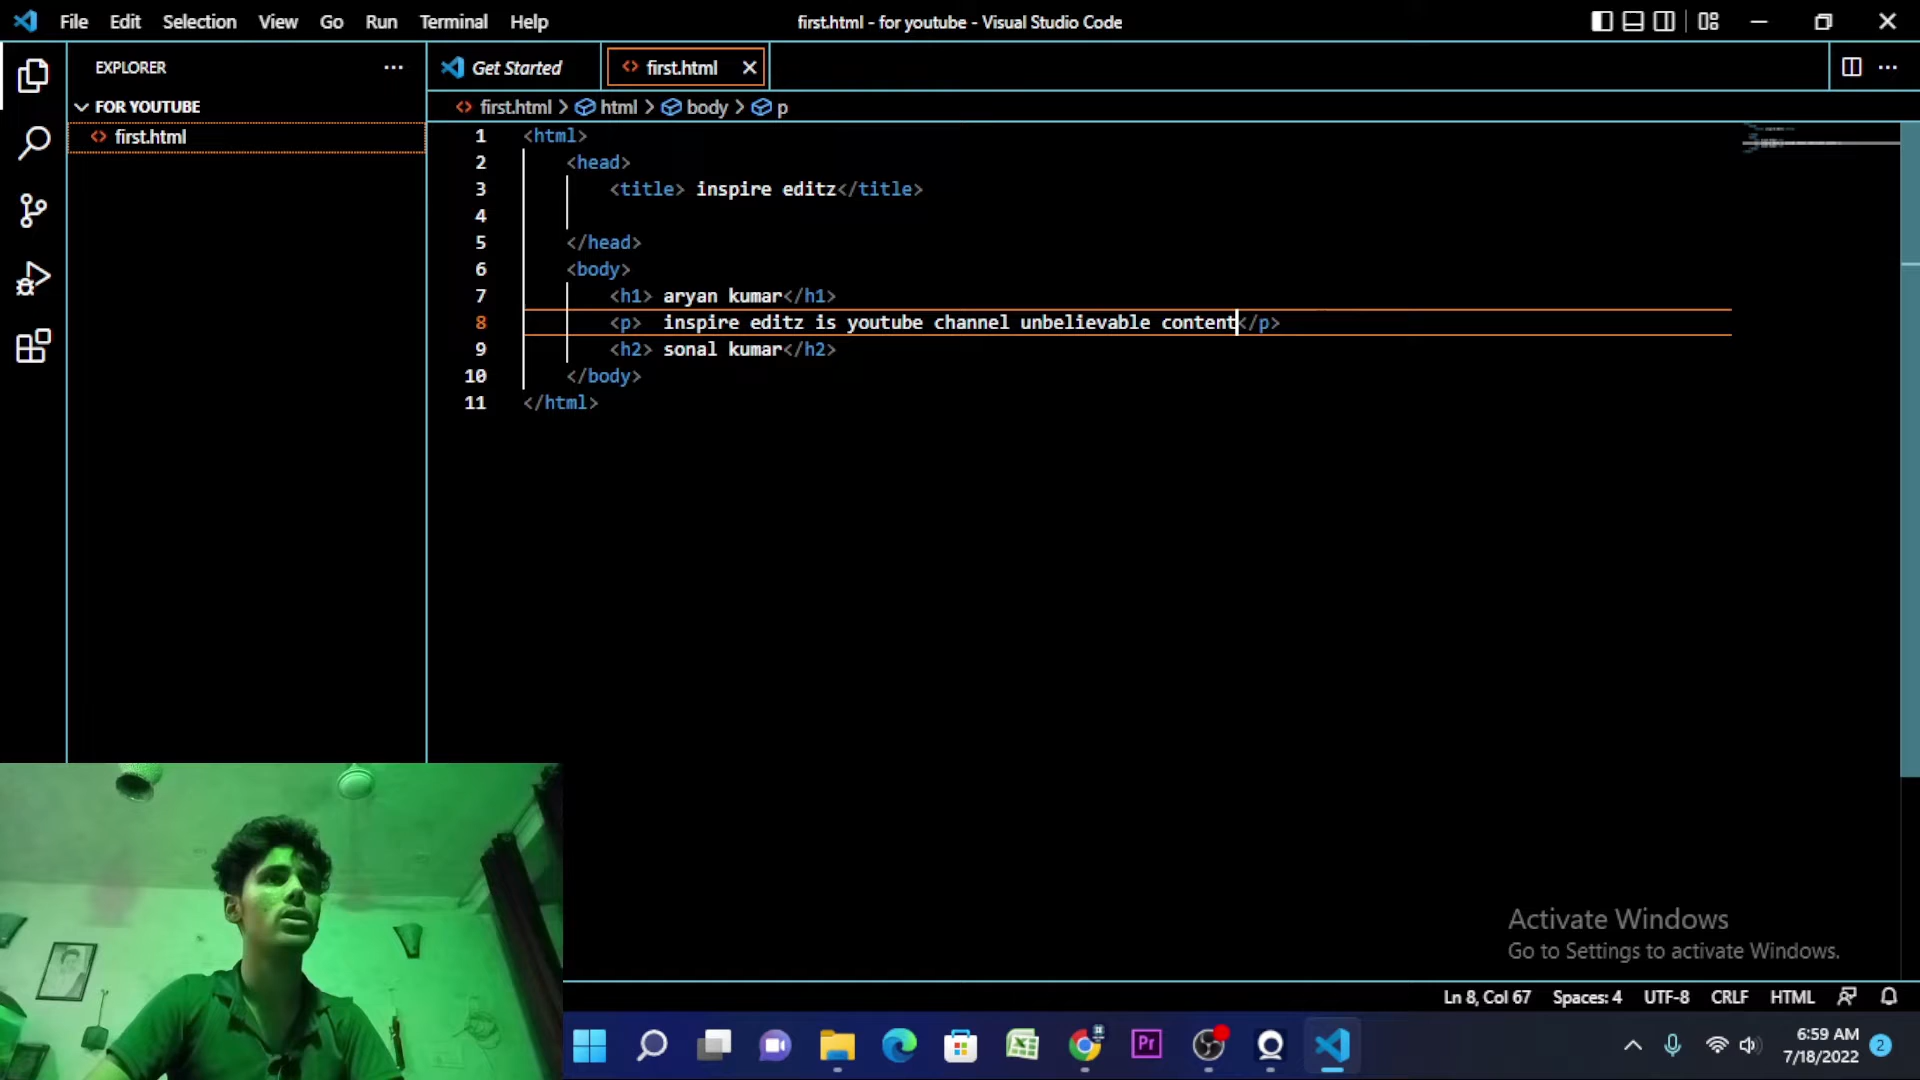 File Edit Selection View Go Run Terminal Help
first.html - for youtube - Visual Studio Code
EXPLORER
FOR YOUTUBE
first.html
Get Started
first.html
first.html > html > body > p
1 <html>
2 <head>
3 <title> inspire editz</title>
4
5 </head>
6 <body>
7 <h1> aryan kumar</h1>
8 <p>  inspire editz is youtube channel unbelievable content</p>
9 <h2> sonal kumar</h2>
10 </body>
11 </html>
Activate Windows
Go to Settings to activate Windows.
Ln 8, Col 67 Spaces: 4 UTF-8 CRLF HTML
Pr
6:59 AM
7/18/2022
2